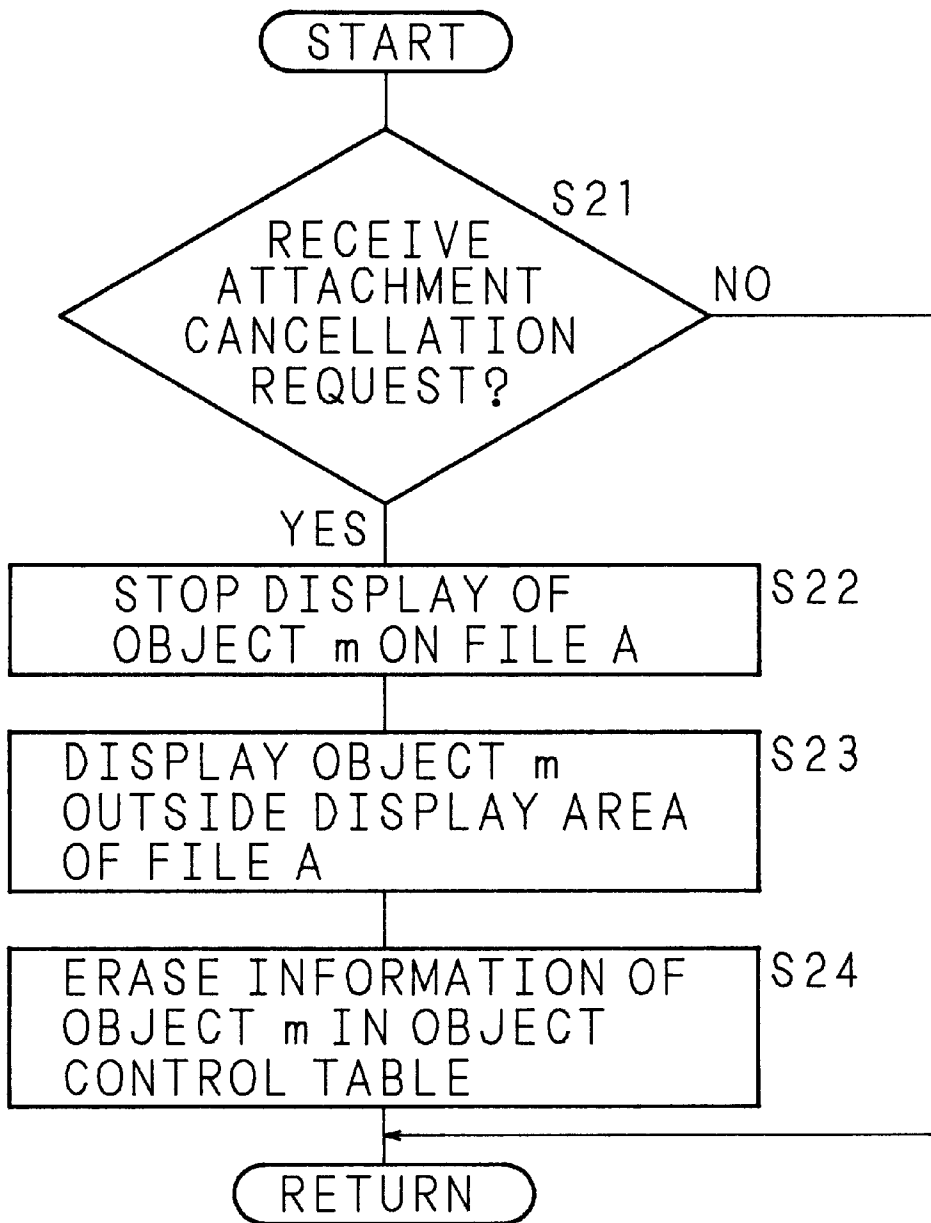 START
S21
RECEIVE
ATTACHMENT
CANCELLATION
REQUEST?
NO
YES
STOP DISPLAY OF
OBJECT m ON FILE A
S22
DISPLAY OBJECT m
OUTSIDE DISPLAY AREA
OF FILE A
S23
ERASE INFORMATION OF
OBJECT m IN OBJECT
CONTROL TABLE
S24
RETURN